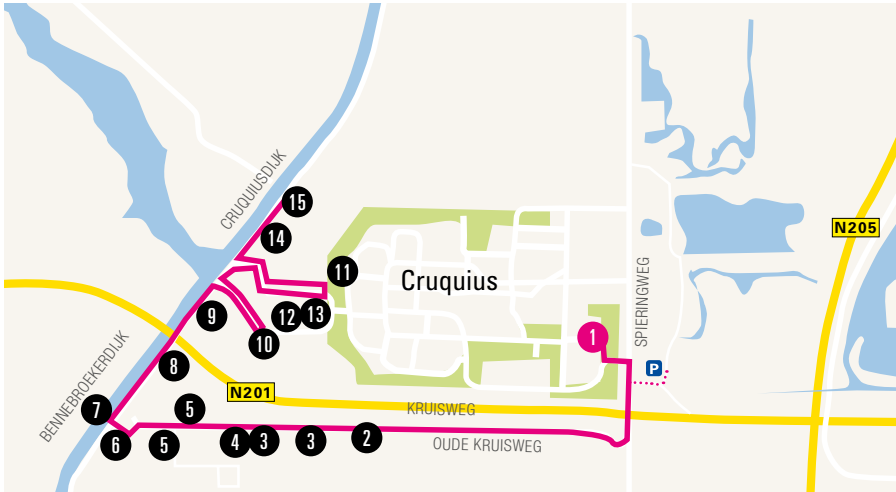 CRUQUIUSDIJK
15
14
N205
11
Cruquius
SPIERINGWEG
9
12
13
10
1
P
8
BENNEBROEKERDIJK
N201
7
5
KRUISWEG
6
5
4
3
3
2
OUDE KRUISWEG